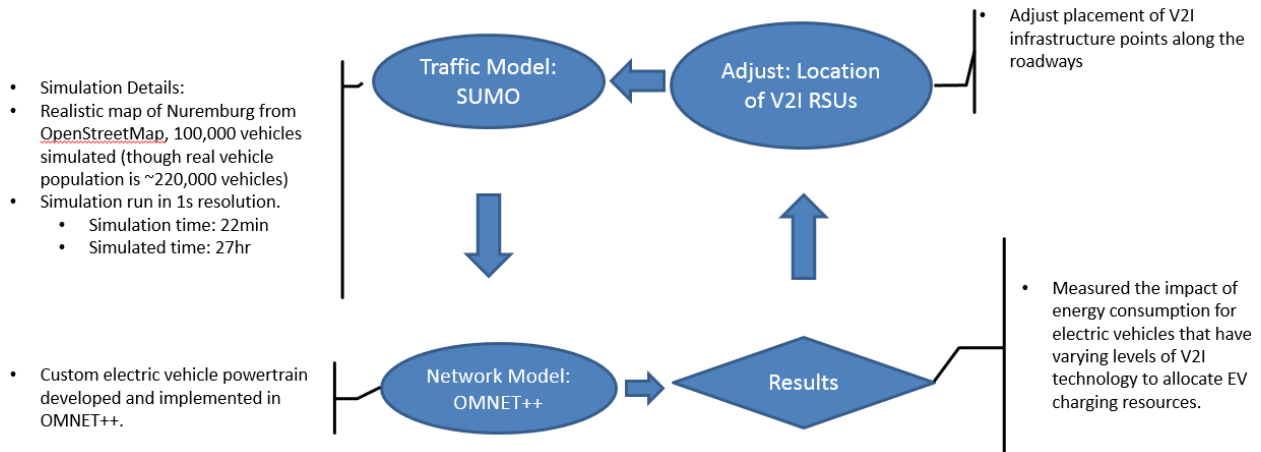 • Simulation Details:
• Realistic map of Nuremburg from
OpenStreetMap, 100,000 vehicles
simulated (though real vehicle
population is ~220,000 vehicles)
• Simulation run in 1s resolution.
• Simulation time: 22min
• Simulated time: 27hr
Traffic Model:
SUMO
Adjust: Location
of V2I RSUs
• Adjust placement of V2I
infrastructure points along the
roadways
• Custom electric vehicle powertrain
developed and implemented in
OMNET++.
Network Model:
OMNET++
Results
• Measured the impact of
energy consumption for
electric vehicles that have
varying levels of V2I
technology to allocate EV
charging resources.